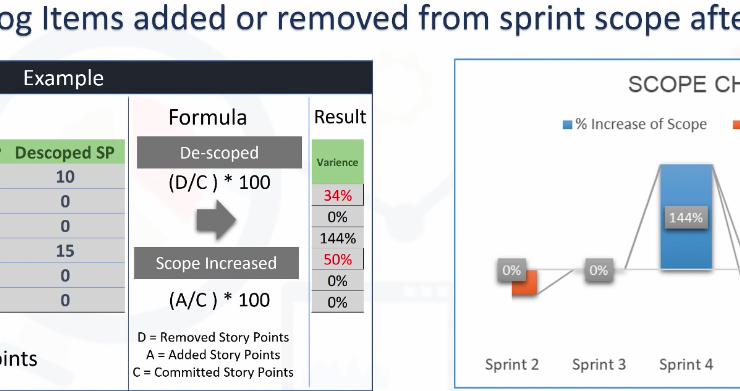 og Items added or removed from sprint scope afte
Example
Formula
Result
Descoped SP
10
0
0
15
0
0
De-scoped
(D/C ) * 100
Scope Increased
(A/C ) * 100
D = Removed Story Points
A = Added Story Points
C = Committed Story Points
Varience
34%
0%
144%
50%
0%
0%
oints
SCOPE CH
% Increase of Scope
144%
0%
0%
Sprint 2
Sprint 3
Sprint 4